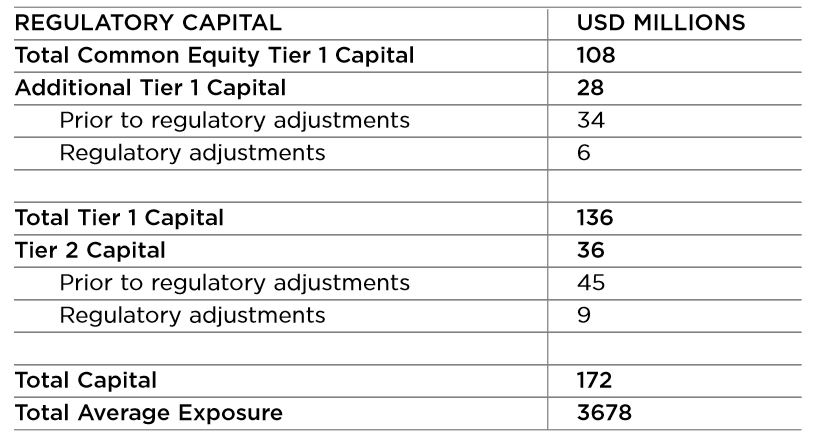 REGULATORY CAPITAL USD MILLIONS
Total Common Equity Tier 1 Capital 108
Additional Tier 1 Capital 28
Prior to regulatory adjustments 34
Regulatory adjustments 6
Total Tier 1 Capital 136
Tier 2 Capital 36
Prior to regulatory adjustments 45
Regulatory adjustments 9
Total Capital 172
Total Average Exposure 3678